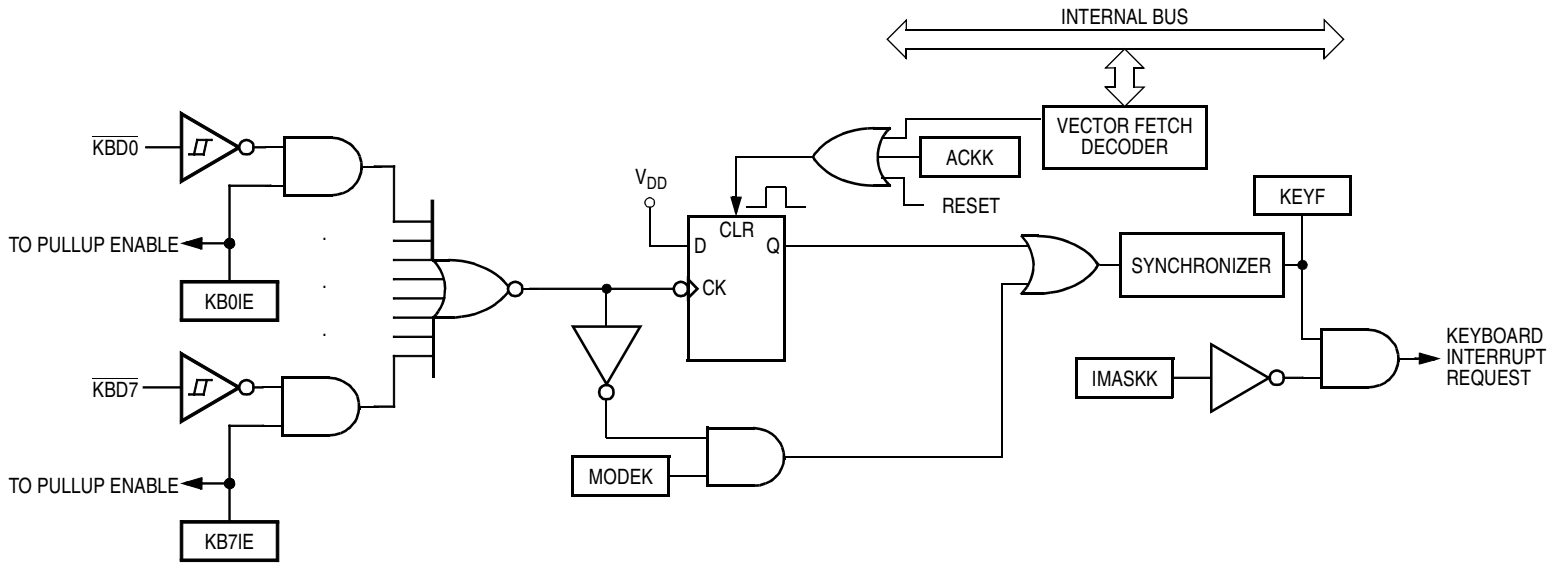 INTERNAL BUS
VECTOR FETCH
DECODER
ACKK
RESET
KBD0
TO PULLUP ENABLE
KB0IE
KBD7
TO PULLUP ENABLE
KB7IE
VDD
CLR
D
Q
CK
MODEK
SYNCHRONIZER
KEYF
IMASKK
KEYBOARD
INTERRUPT
REQUEST